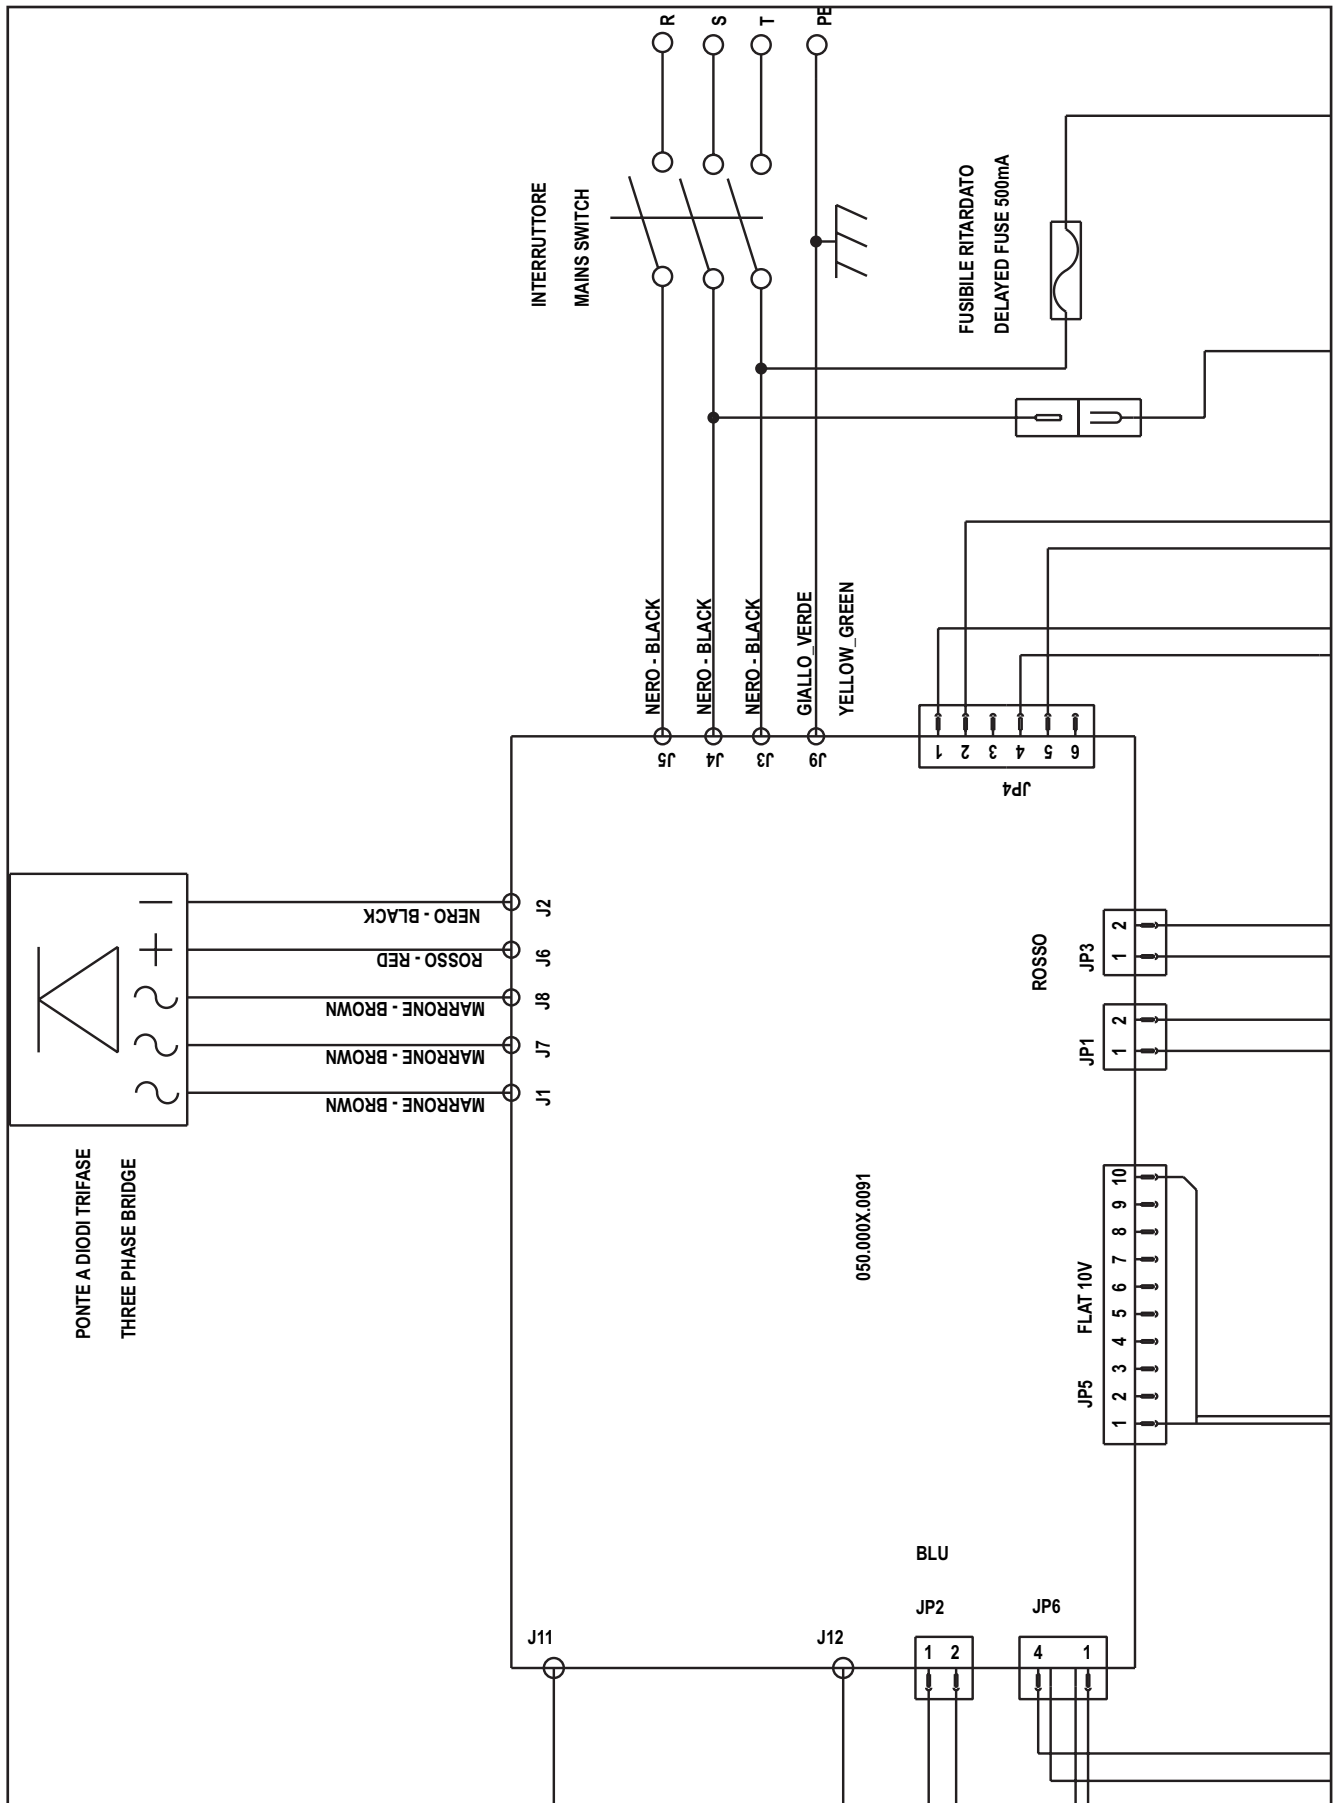 R
S
T
PE
INTERRUTTORE
MAINS SWITCH
FUSIBILE RITARDATO
DELAYED FUSE 500mA
NERO - BLACK
NERO - BLACK
NERO - BLACK
GIALLO_VERDE
YELLOW_GREEN
J5
J4
J3
J9
1
2
3
4
5
6
JP4
NERO - BLACK
ROSSO - RED
MARRONE - BROWN
MARRONE - BROWN
MARRONE - BROWN
J2
J6
J8
J7
J1
PONTE A DIODI TRIFASE
THREE PHASE BRIDGE
ROSSO
JP3
1 2
JP1
1 2
050.000X.0091
JP5 FLAT 10V
1 2 3 4 5 6 7 8 9 10
BLU
J11
J12
JP2
JP6
1 2
4 1